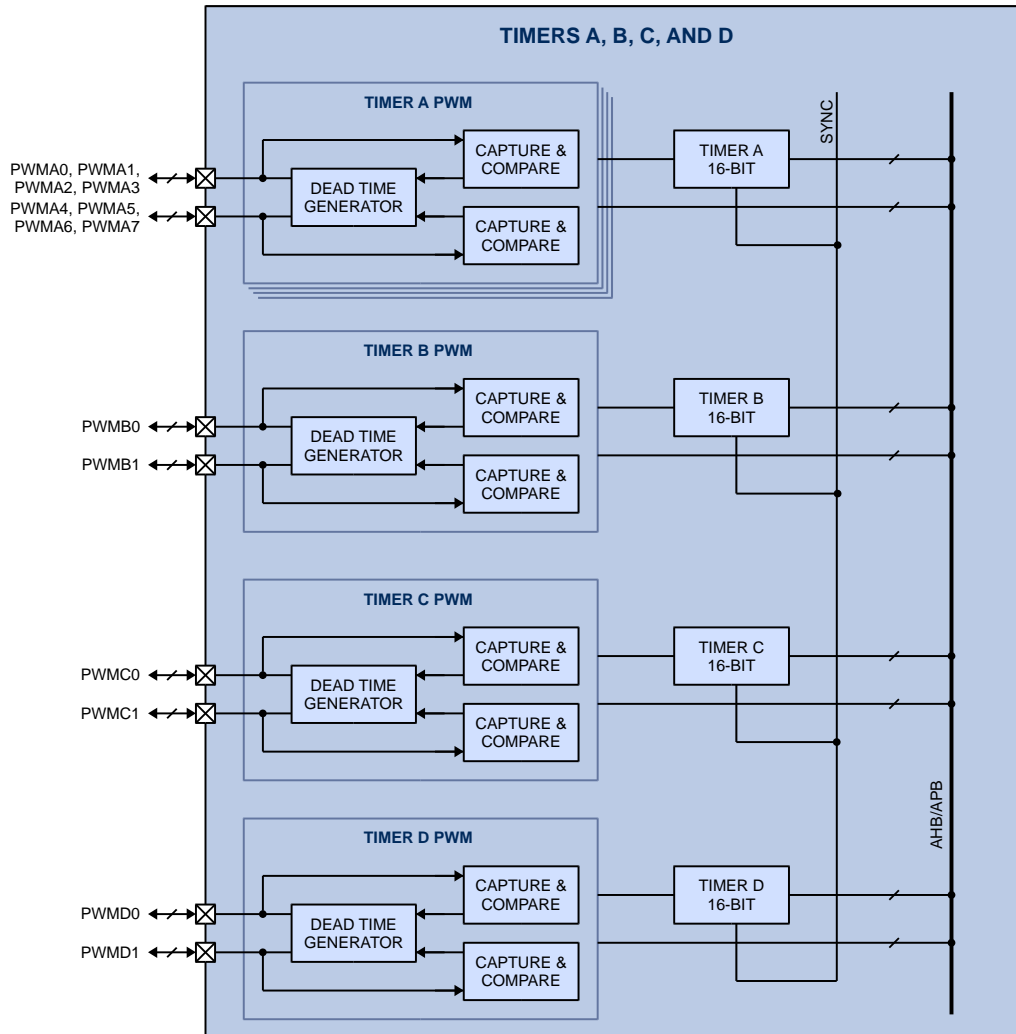 TIMERS A, B, C, AND D
TIMER A PWM
SYNC
PWMA0, PWMA1,
PWMA2, PWMA3
PWMA4, PWMA5,
PWMA6, PWMA7
DEAD TIME
GENERATOR
CAPTURE &
COMPARE
CAPTURE &
COMPARE
TIMER A
16-BIT
TIMER B PWM
PWMB0
PWMB1
DEAD TIME
GENERATOR
CAPTURE &
COMPARE
CAPTURE &
COMPARE
TIMER B
16-BIT
TIMER C PWM
PWMC0
PWMC1
DEAD TIME
GENERATOR
CAPTURE &
COMPARE
CAPTURE &
COMPARE
TIMER C
16-BIT
AHB/APB
TIMER D PWM
PWMD0
PWMD1
DEAD TIME
GENERATOR
CAPTURE &
COMPARE
CAPTURE &
COMPARE
TIMER D
16-BIT